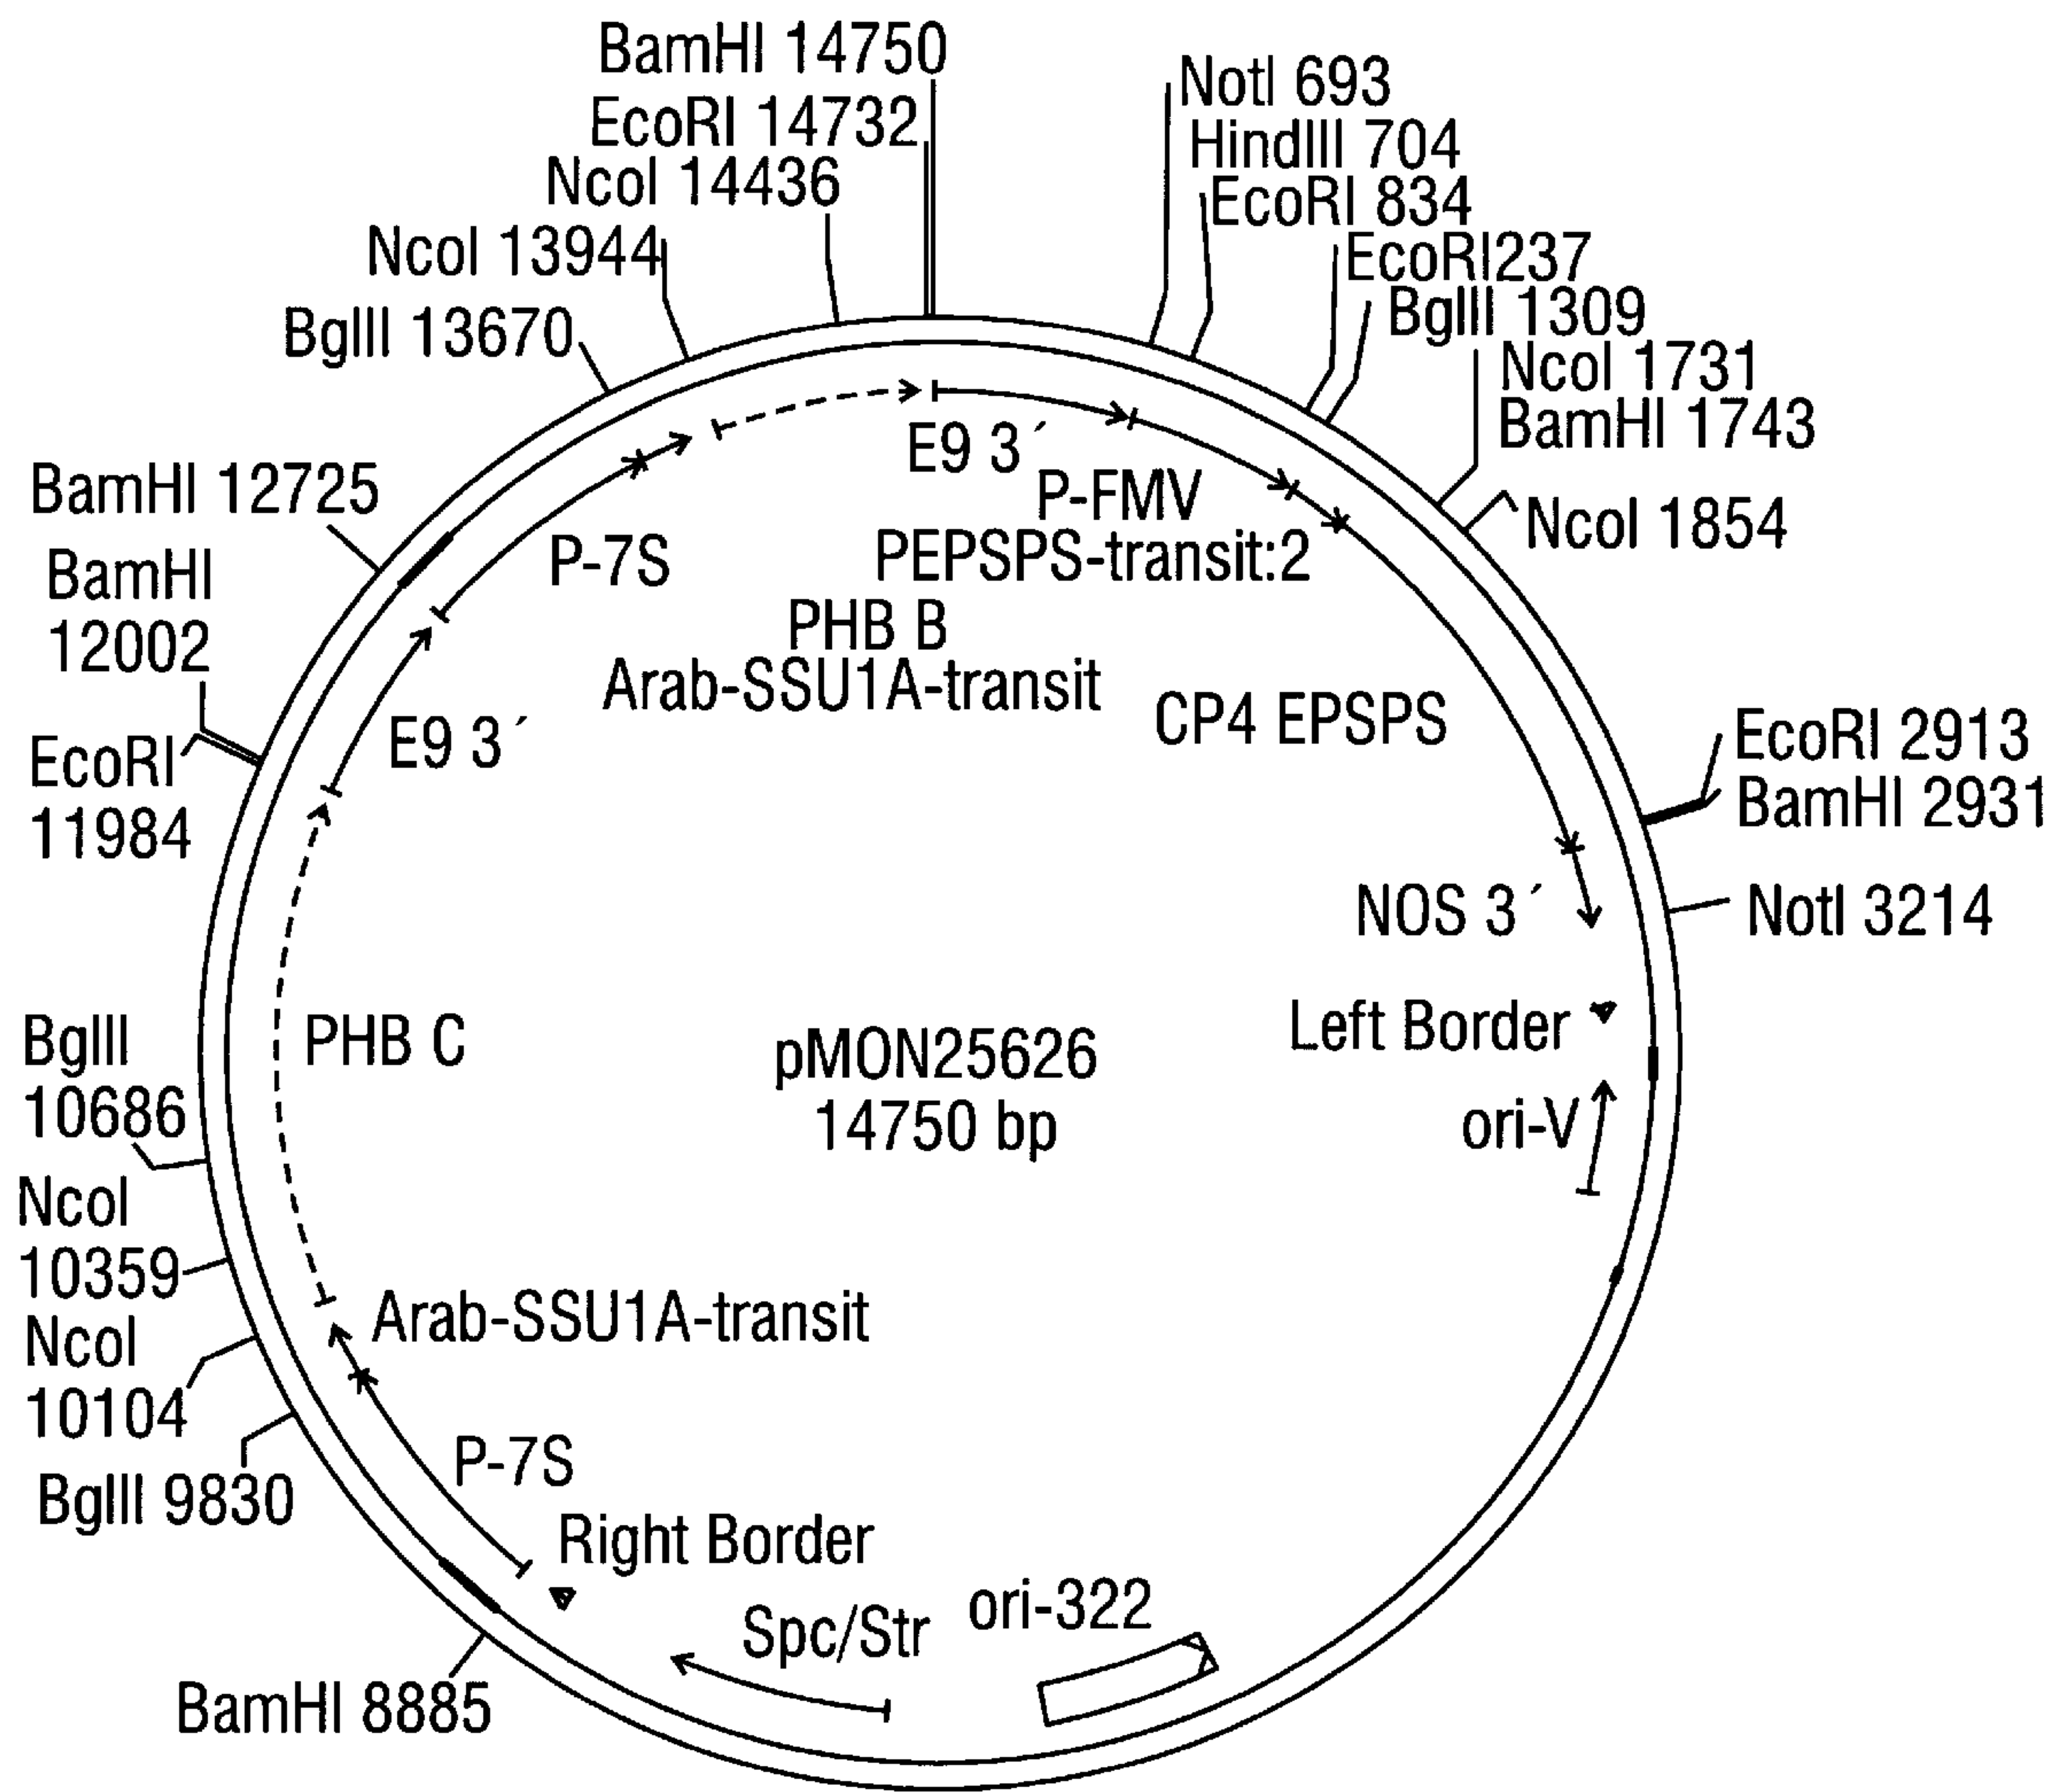 BamHI 14750
EcoRI 14732
NcoI 14436
NcoI 13944
BglII 13670
BamHI 12725
BamHI
12002
EcoRI
11984
BglII
10686
NcoI
10359
NcoI
10104
BglII 9830
BamHI 8885
NotI 693
HindIII 704
EcoRI 834
EcoRI237
BglII 1309
NcoI 1731
BamHI 1743
NcoI 1854
EcoRI 2913
BamHI 2931
NotI 3214
E9 3´
P-FMV
PEPSPS-transit:2
P-7S
PHB B
Arab-SSU1A-transit
CP4 EPSPS
E9 3´
NOS 3´
Left Border
PHB C
pMON25626
14750 bp
ori-V
Arab-SSU1A-transit
P-7S
Right Border
Spc/Str
ori-322